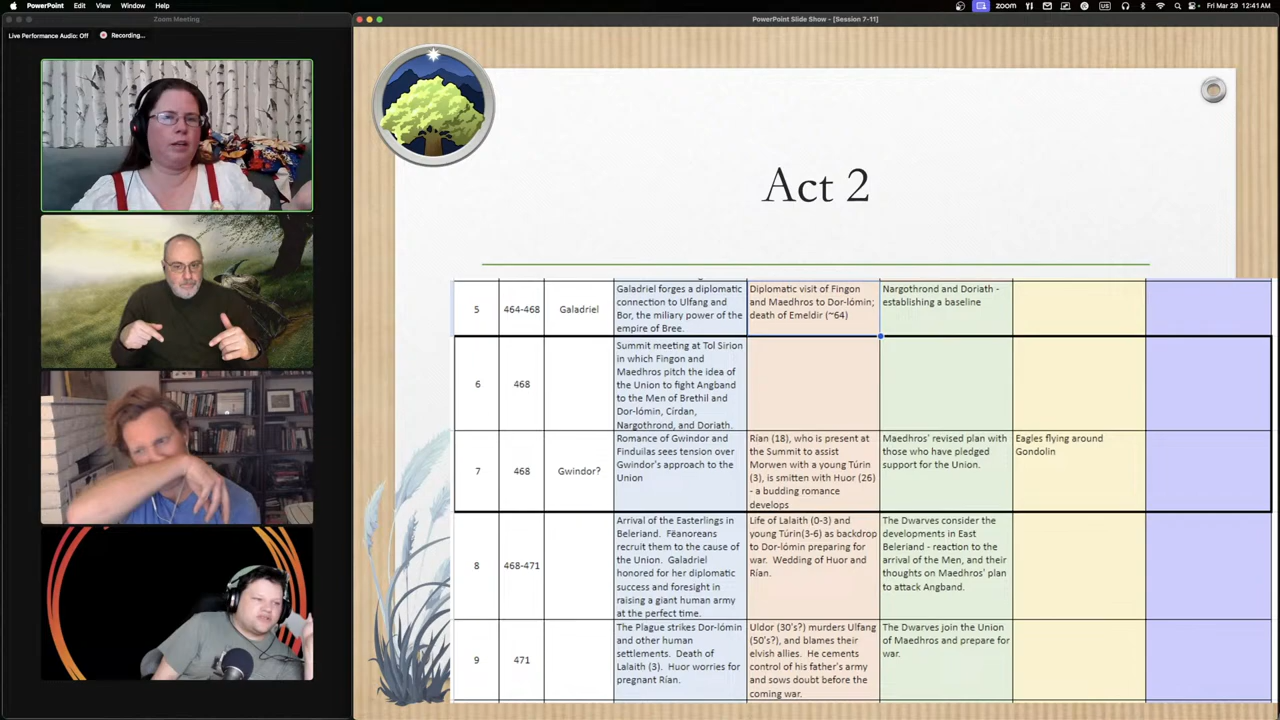 PowerPoint Edit View Window Help
zoom US Fri Mar 29 12:41 AM
Zoom Meeting
PowerPoint Slide Show - [Session 7-11]
Live Performance Audio: Off
Recording...
Act 2
5
464-468
Galadriel
Galadriel forges a diplomatic
connection to Ulfang and
Bor, the miliary power of the
empire of Bree.
Diplomatic visit of Fingon
and Maedhros to Dor-lómin;
death of Emeldir (~64)
Nargothrond and Doriath -
establishing a baseline
6
468
Summit meeting at Tol Sirion
in which Fingon and
Maedhros pitch the idea of
the Union to fight Angband
to the Men of Brethil and
Dor-lómin, Círdan,
Nargothrond, and Doriath.
7
468
Gwindor?
Romance of Gwindor and
Finduilas sees tension over
Gwindor's approach to the
Union
Rían (18), who is present at
the Summit to assist
Morwen with a young Túrin
(3), is smitten with Huor (26)
- a budding romance
develops
Maedhros' revised plan with
those who have pledged
support for the Union.
Eagles flying around
Gondolin
8
468-471
Arrival of the Easterlings in
Beleriand. Fëanoreans
recruit them to the cause of
the Union. Galadriel
honored for her diplomatic
success and foresight in
raising a giant human army
at the perfect time.
Life of Lalaith (0-3) and
young Túrin(3-6) as backdrop
to Dor-lómin preparing for
war. Wedding of Huor and
Rían.
The Dwarves consider the
developments in East
Beleriand - reaction to the
arrival of the Men, and their
thoughts on Maedhros' plan
to attack Angband.
9
471
The Plague strikes Dor-lómin
and other human
settlements. Death of
Lalaith (3). Huor worries for
pregnant Rían.
Uldor (30's?) murders Ulfang
(50's?), and blames their
elvish allies. He cements
control of his father's army
and sows doubt before the
coming war.
The Dwarves join the Union
of Maedhros and prepare for
war.